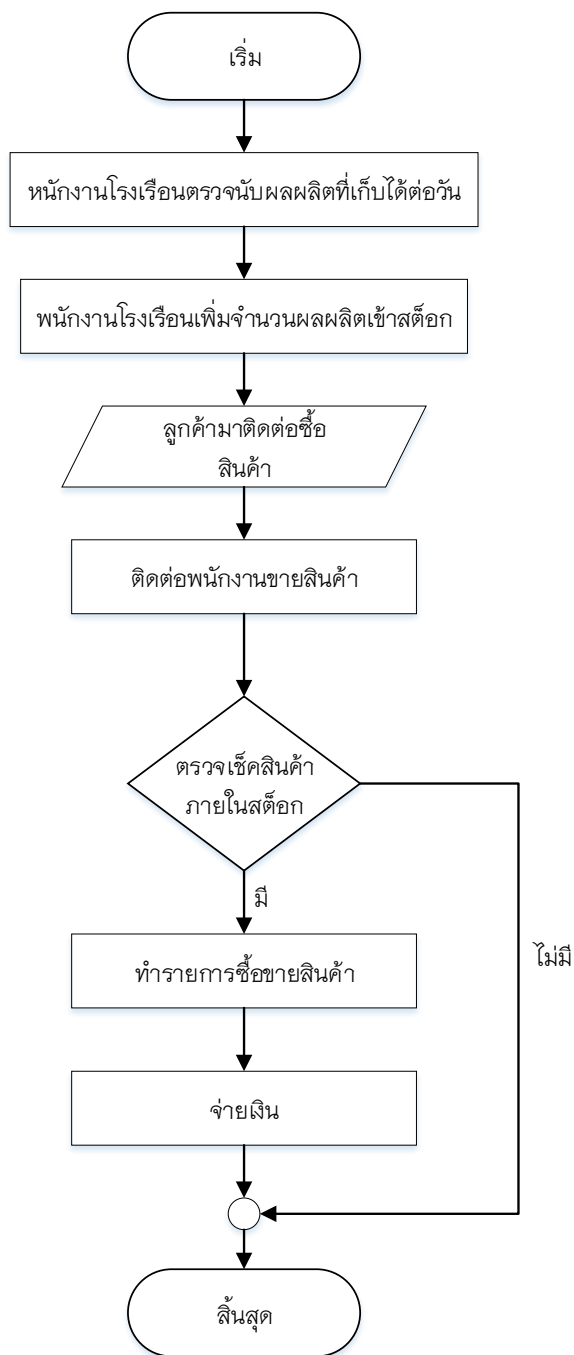 เริ่ม
หนักงานโรงเรือนตรวจนับผลผลิตที่เก็บได้ต่อวัน
พนักงานโรงเรือนเพิ่มจำนวนผลผลิตเข้าสต็อก
ลูกค้ามาติดต่อซื้อ
สินค้า
ติดต่อพนักงานขายสินค้า
ตรวจเช็คสินค้า
ภายในสต็อก
มี
ไม่มี
ทำรายการซื้อขายสินค้า
จ่ายเงิน
สิ้นสุด